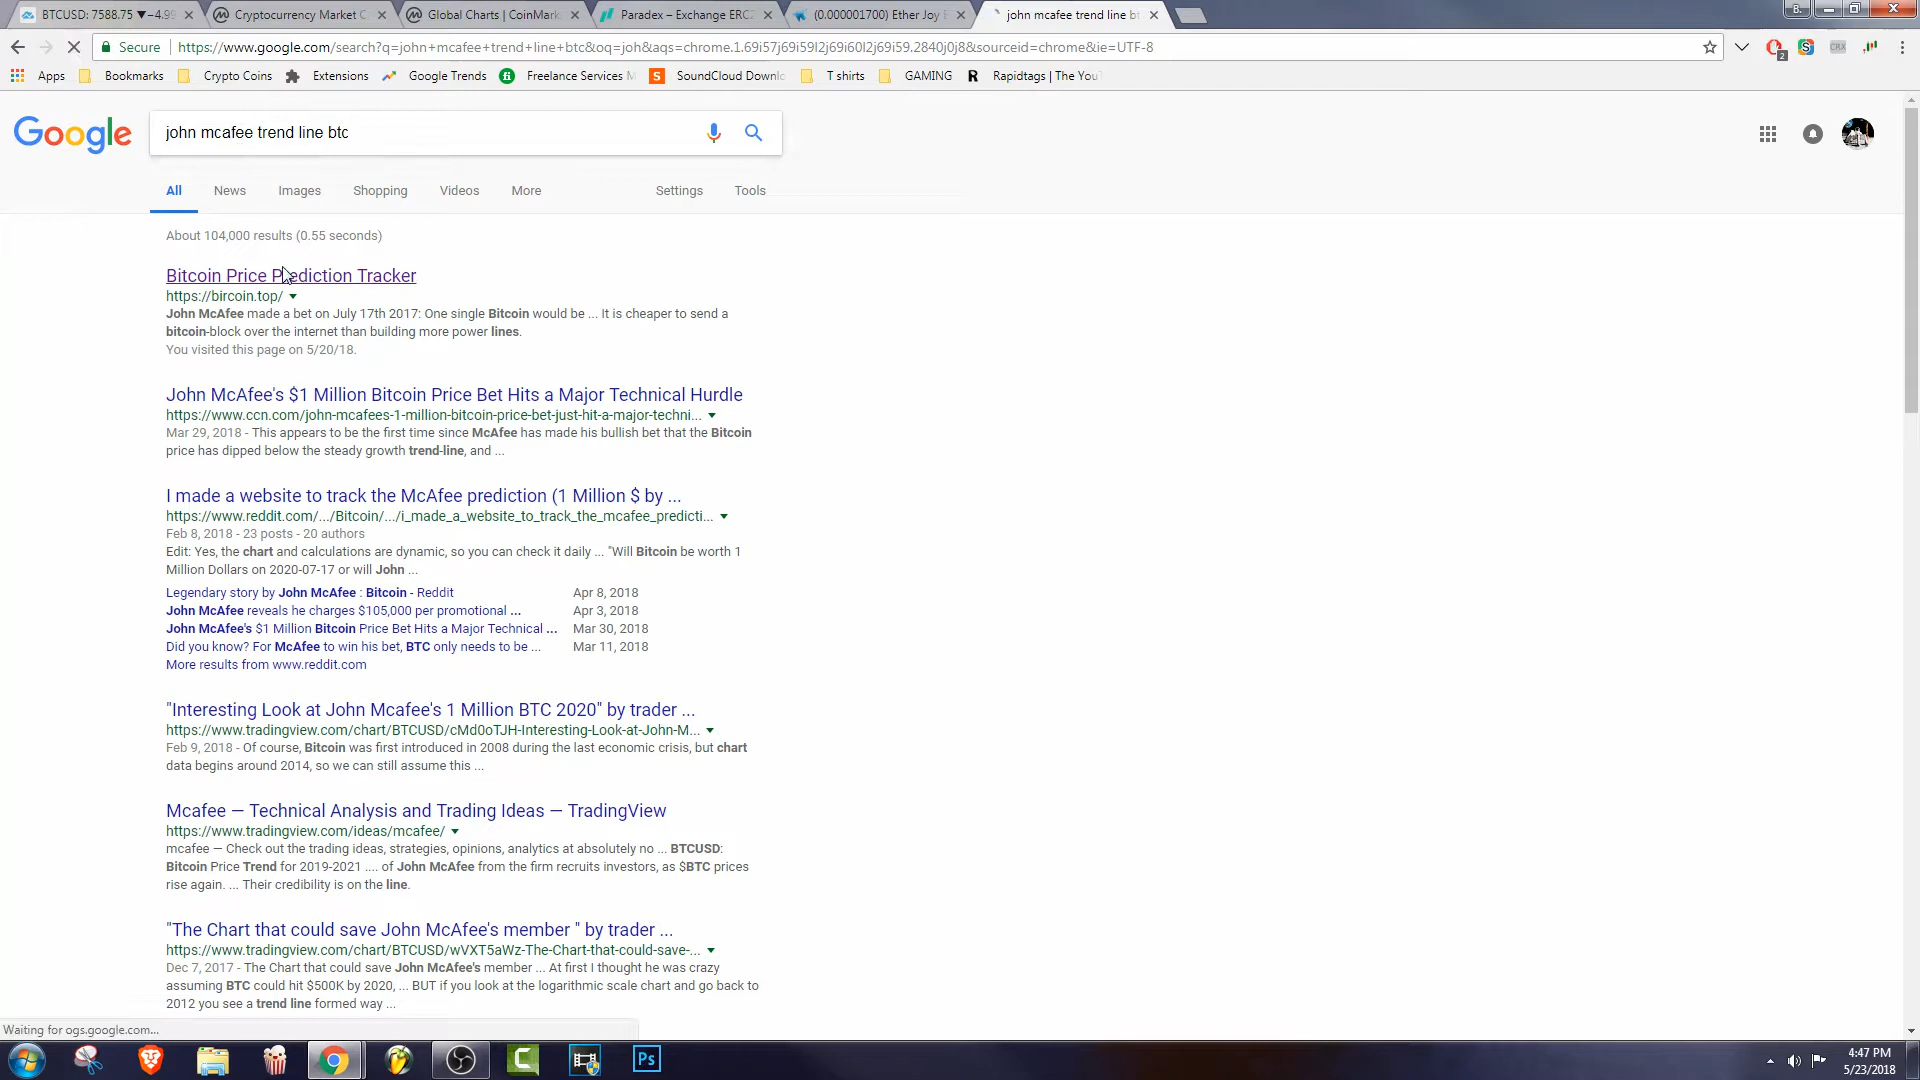 BTCUSD: 7588.75 ▼−4.99
Cryptocurrency Market C
Global Charts | CoinMark
Paradex – Exchange ERC2
(0.000001700) Ether Joy E
john mcafee trend line bt
B.
Secure
https://www.google.com/search?q=john+mcafee+trend+line+btc&oq=joh&aqs=chrome.1.69i57j69i59l2j69i60l2j69i59.2840j0j8&sourceid=chrome&ie=UTF-8
2
CRX
Apps
Bookmarks
Crypto Coins
Extensions
Google Trends
Freelance Services M
SoundCloud Downlo
T shirts
GAMING
Rapidtags | The You
Google
john mcafee trend line btc
All News Images Shopping Videos More Settings Tools
About 104,000 results (0.55 seconds)
Bitcoin Price Prediction Tracker
https://bircoin.top/
John McAfee made a bet on July 17th 2017: One single Bitcoin would be ... It is cheaper to send a
bitcoin-block over the internet than building more power lines.
You visited this page on 5/20/18.
John McAfee's $1 Million Bitcoin Price Bet Hits a Major Technical Hurdle
https://www.ccn.com/john-mcafees-1-million-bitcoin-price-bet-just-hit-a-major-techni...
Mar 29, 2018 - This appears to be the first time since McAfee has made his bullish bet that the Bitcoin
price has dipped below the steady growth trend-line, and ...
I made a website to track the McAfee prediction (1 Million $ by ...
https://www.reddit.com/.../Bitcoin/.../i_made_a_website_to_track_the_mcafee_predicti...
Feb 8, 2018 - 23 posts - 20 authors
Edit: Yes, the chart and calculations are dynamic, so you can check it daily ... "Will Bitcoin be worth 1
Million Dollars on 2020-07-17 or will John ...
Legendary story by John McAfee : Bitcoin - Reddit Apr 8, 2018
John McAfee reveals he charges $105,000 per promotional ... Apr 3, 2018
John McAfee's $1 Million Bitcoin Price Bet Hits a Major Technical ... Mar 30, 2018
Did you know? For McAfee to win his bet, BTC only needs to be ... Mar 11, 2018
More results from www.reddit.com
"Interesting Look at John Mcafee's 1 Million BTC 2020" by trader ...
https://www.tradingview.com/chart/BTCUSD/cMd0oTJH-Interesting-Look-at-John-M...
Feb 9, 2018 - Of course, Bitcoin was first introduced in 2008 during the last economic crisis, but chart
data begins around 2014, so we can still assume this ...
Mcafee — Technical Analysis and Trading Ideas — TradingView
https://www.tradingview.com/ideas/mcafee/
mcafee — Check out the trading ideas, strategies, opinions, analytics at absolutely no ... BTCUSD:
Bitcoin Price Trend for 2019-2021 .... of John McAfee from the firm recruits investors, as $BTC prices
rise again. ... Their credibility is on the line.
"The Chart that could save John McAfee's member " by trader ...
https://www.tradingview.com/chart/BTCUSD/wVXT5aWz-The-Chart-that-could-save-...
Dec 7, 2017 - The Chart that could save John McAfee's member ... At first I thought he was crazy
assuming BTC could hit $500K by 2020, ... BUT if you look at the logarithmic scale chart and go back to
2012 you see a trend line formed way ...
Waiting for ogs.google.com...
Ps
4:47 PM
5/23/2018